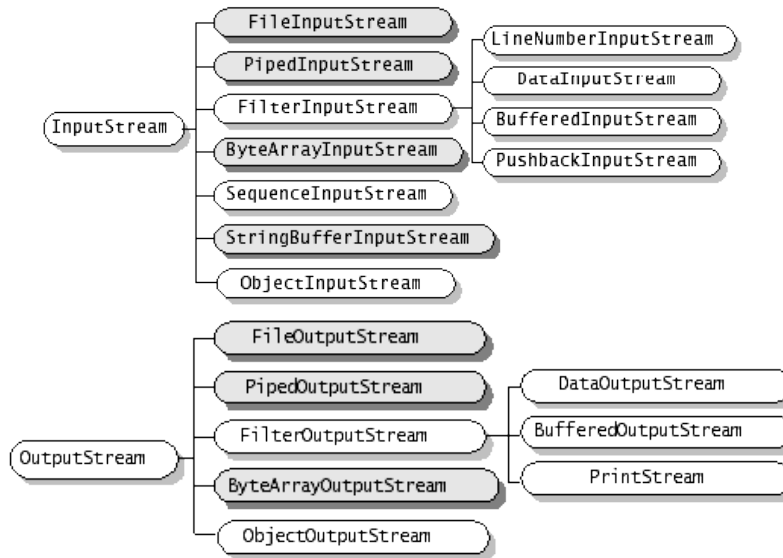 FileInputStream
PipedInputStream
FilterInputStream
LineNumberInputStream
DataInputStream
BufferedInputStream
PushbackInputStream
InputStream
ByteArrayInputStream
SequenceInputStream
StringBufferInputStream
ObjectInputStream
FileOutputStream
PipedOutputStream
FilterOutputStream
DataOutputStream
BufferedOutputStream
PrintStream
OutputStream
ByteArrayOutputStream
ObjectOutputStream